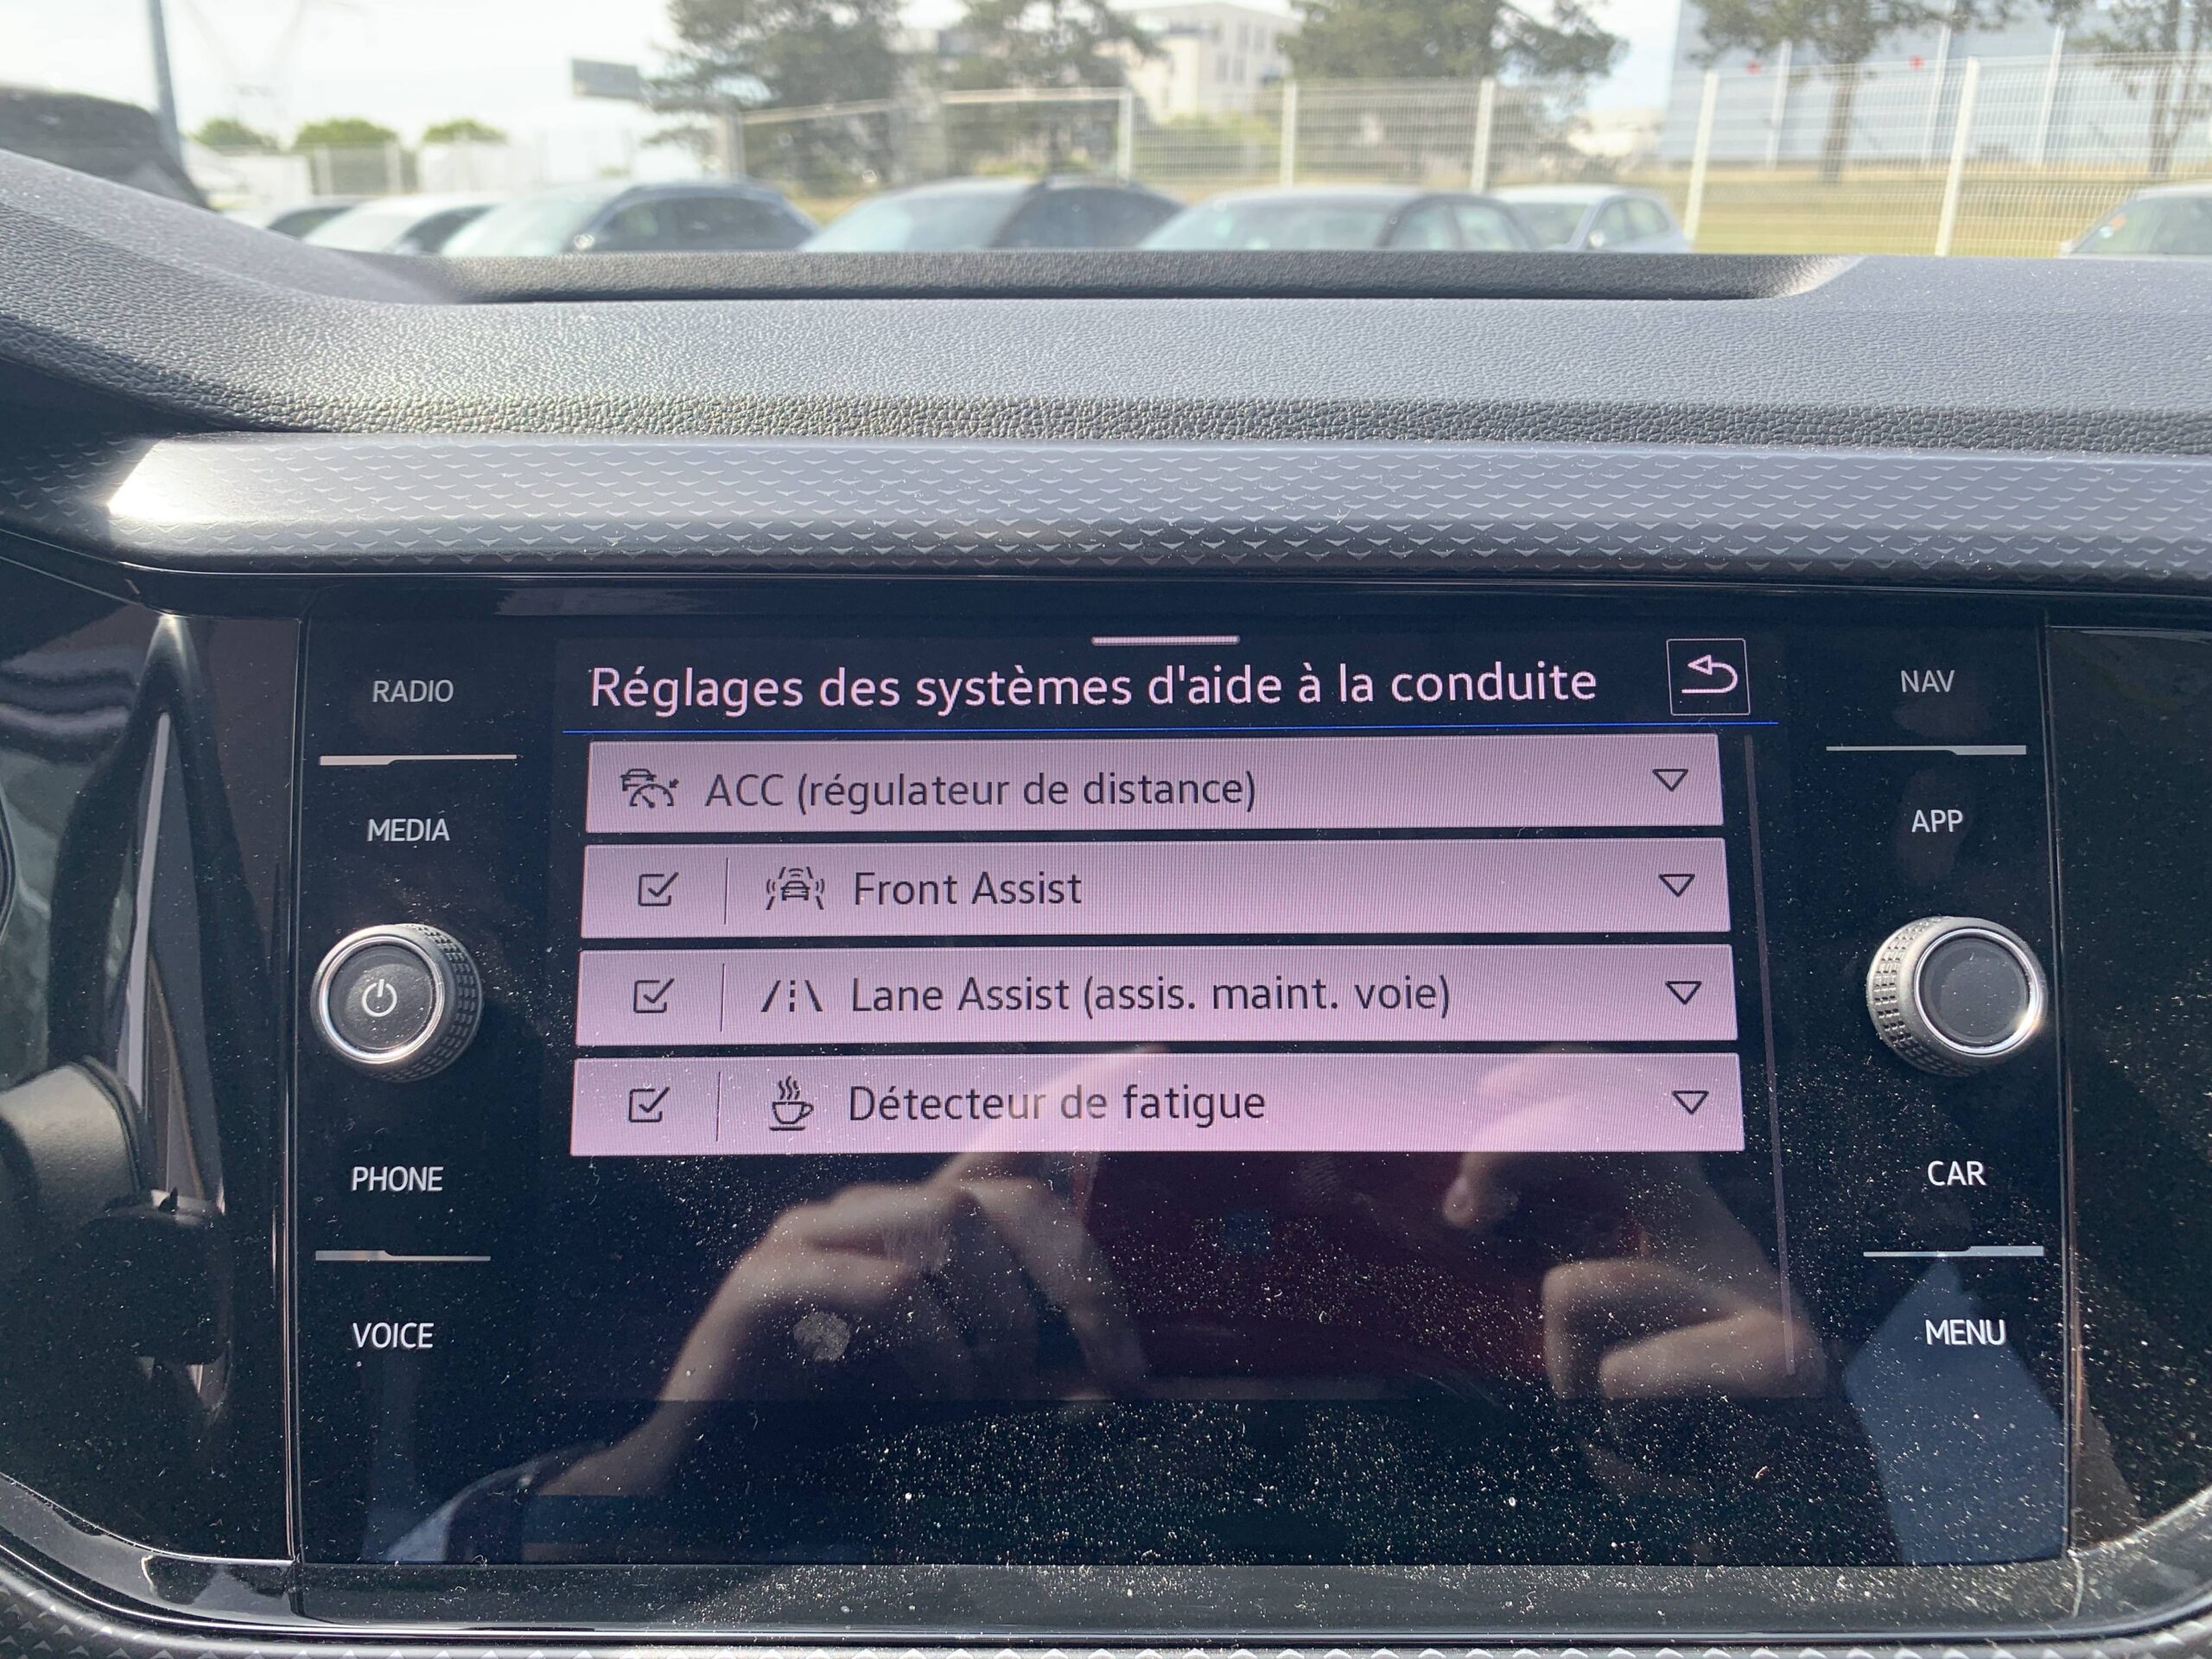 Réglages des systèmes d'aide à la conduite
ACC (régulateur de distance)
Front Assist
Lane Assist (assis. maint. voie)
Détecteur de fatigue
RADIO
MEDIA
PHONE
VOICE
NAV
APP
CAR
MENU